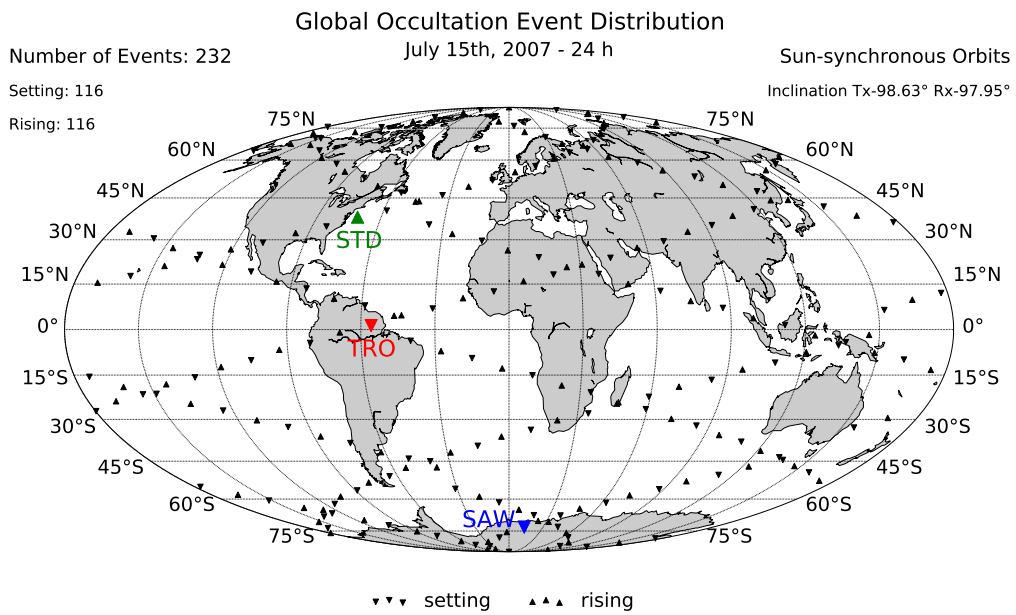 Global Occultation Event Distribution
July 15th, 2007 - 24 h
Number of Events: 232
Sun-synchronous Orbits
Setting: 116
Inclination Tx-98.63° Rx-97.95°
Rising: 116
75°N 75°N
60°N 60°N
45°N 45°N
STD
30°N 30°N
15°N 15°N
0° 0°
TRO
15°S 15°S
30°S 30°S
45°S 45°S
60°S 60°S
SAW
75°S 75°S
setting rising